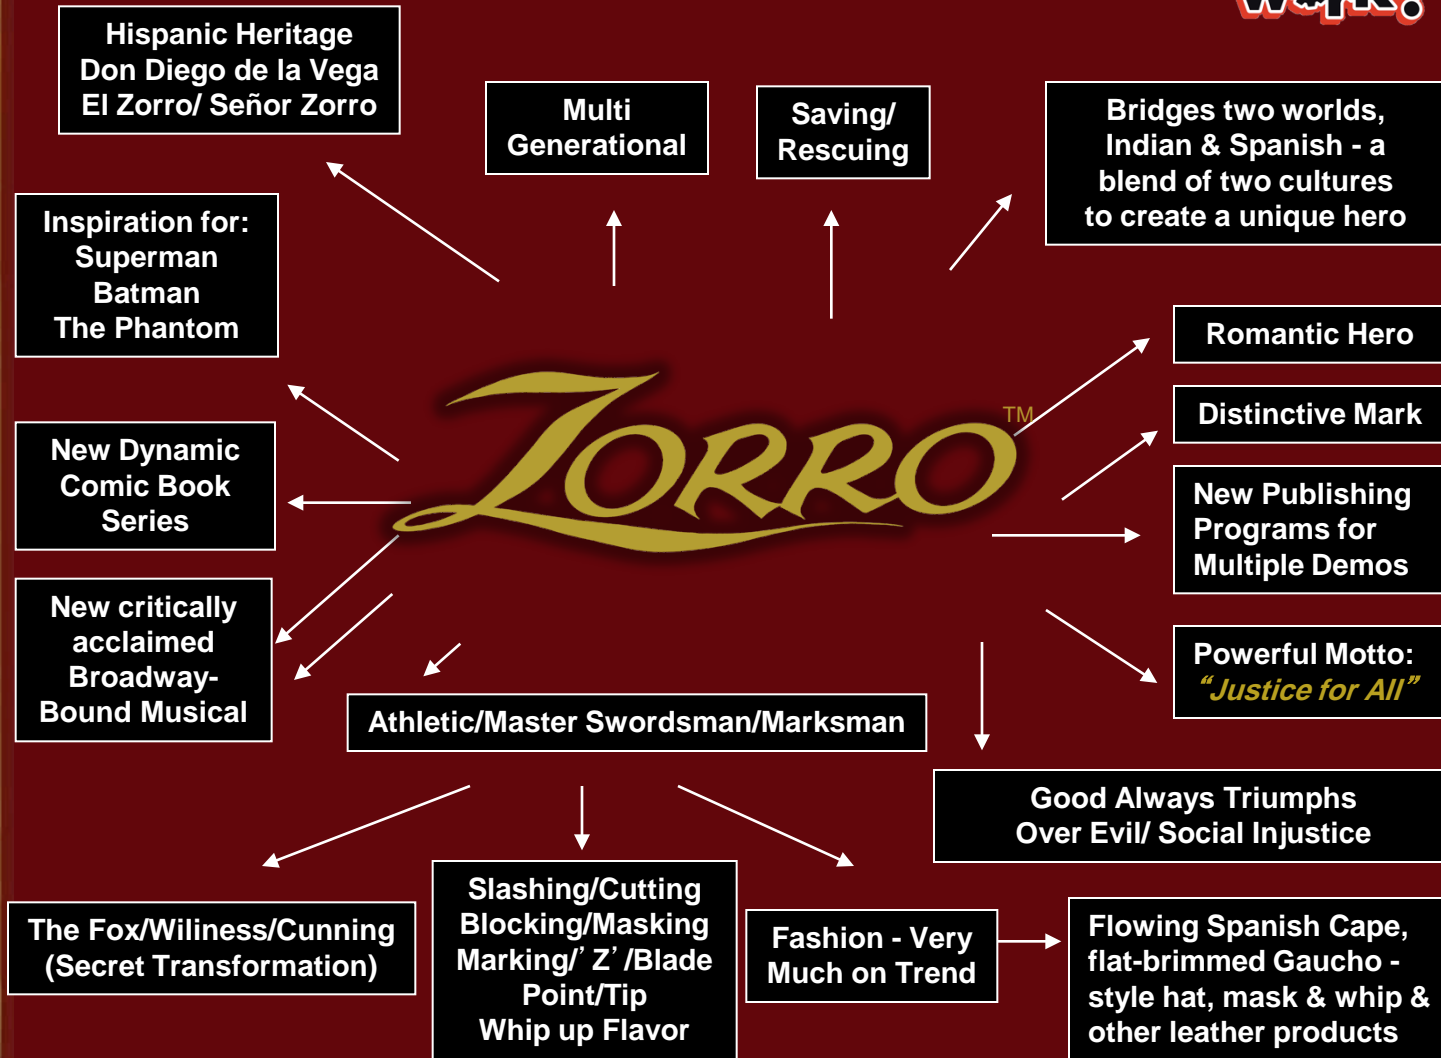 work!
Hispanic Heritage
Don Diego de la Vega
El Zorro/ Señor Zorro
Multi
Generational
Saving/
Rescuing
Bridges two worlds,
Indian & Spanish - a
blend of two cultures
to create a unique hero
Inspiration for:
Superman
Batman
The Phantom
Romantic Hero
ZORRO™
Distinctive Mark
New Dynamic
Comic Book
Series
New Publishing
Programs for
Multiple Demos
New critically
acclaimed
Broadway-
Bound Musical
Powerful Motto:
“Justice for All”
Athletic/Master Swordsman/Marksman
Good Always Triumphs
Over Evil/ Social Injustice
The Fox/Wiliness/Cunning
(Secret Transformation)
Slashing/Cutting
Blocking/Masking
Marking/’ Z’ /Blade
Point/Tip
Whip up Flavor
Fashion - Very
Much on Trend
Flowing Spanish Cape,
flat-brimmed Gaucho -
style hat, mask & whip &
other leather products